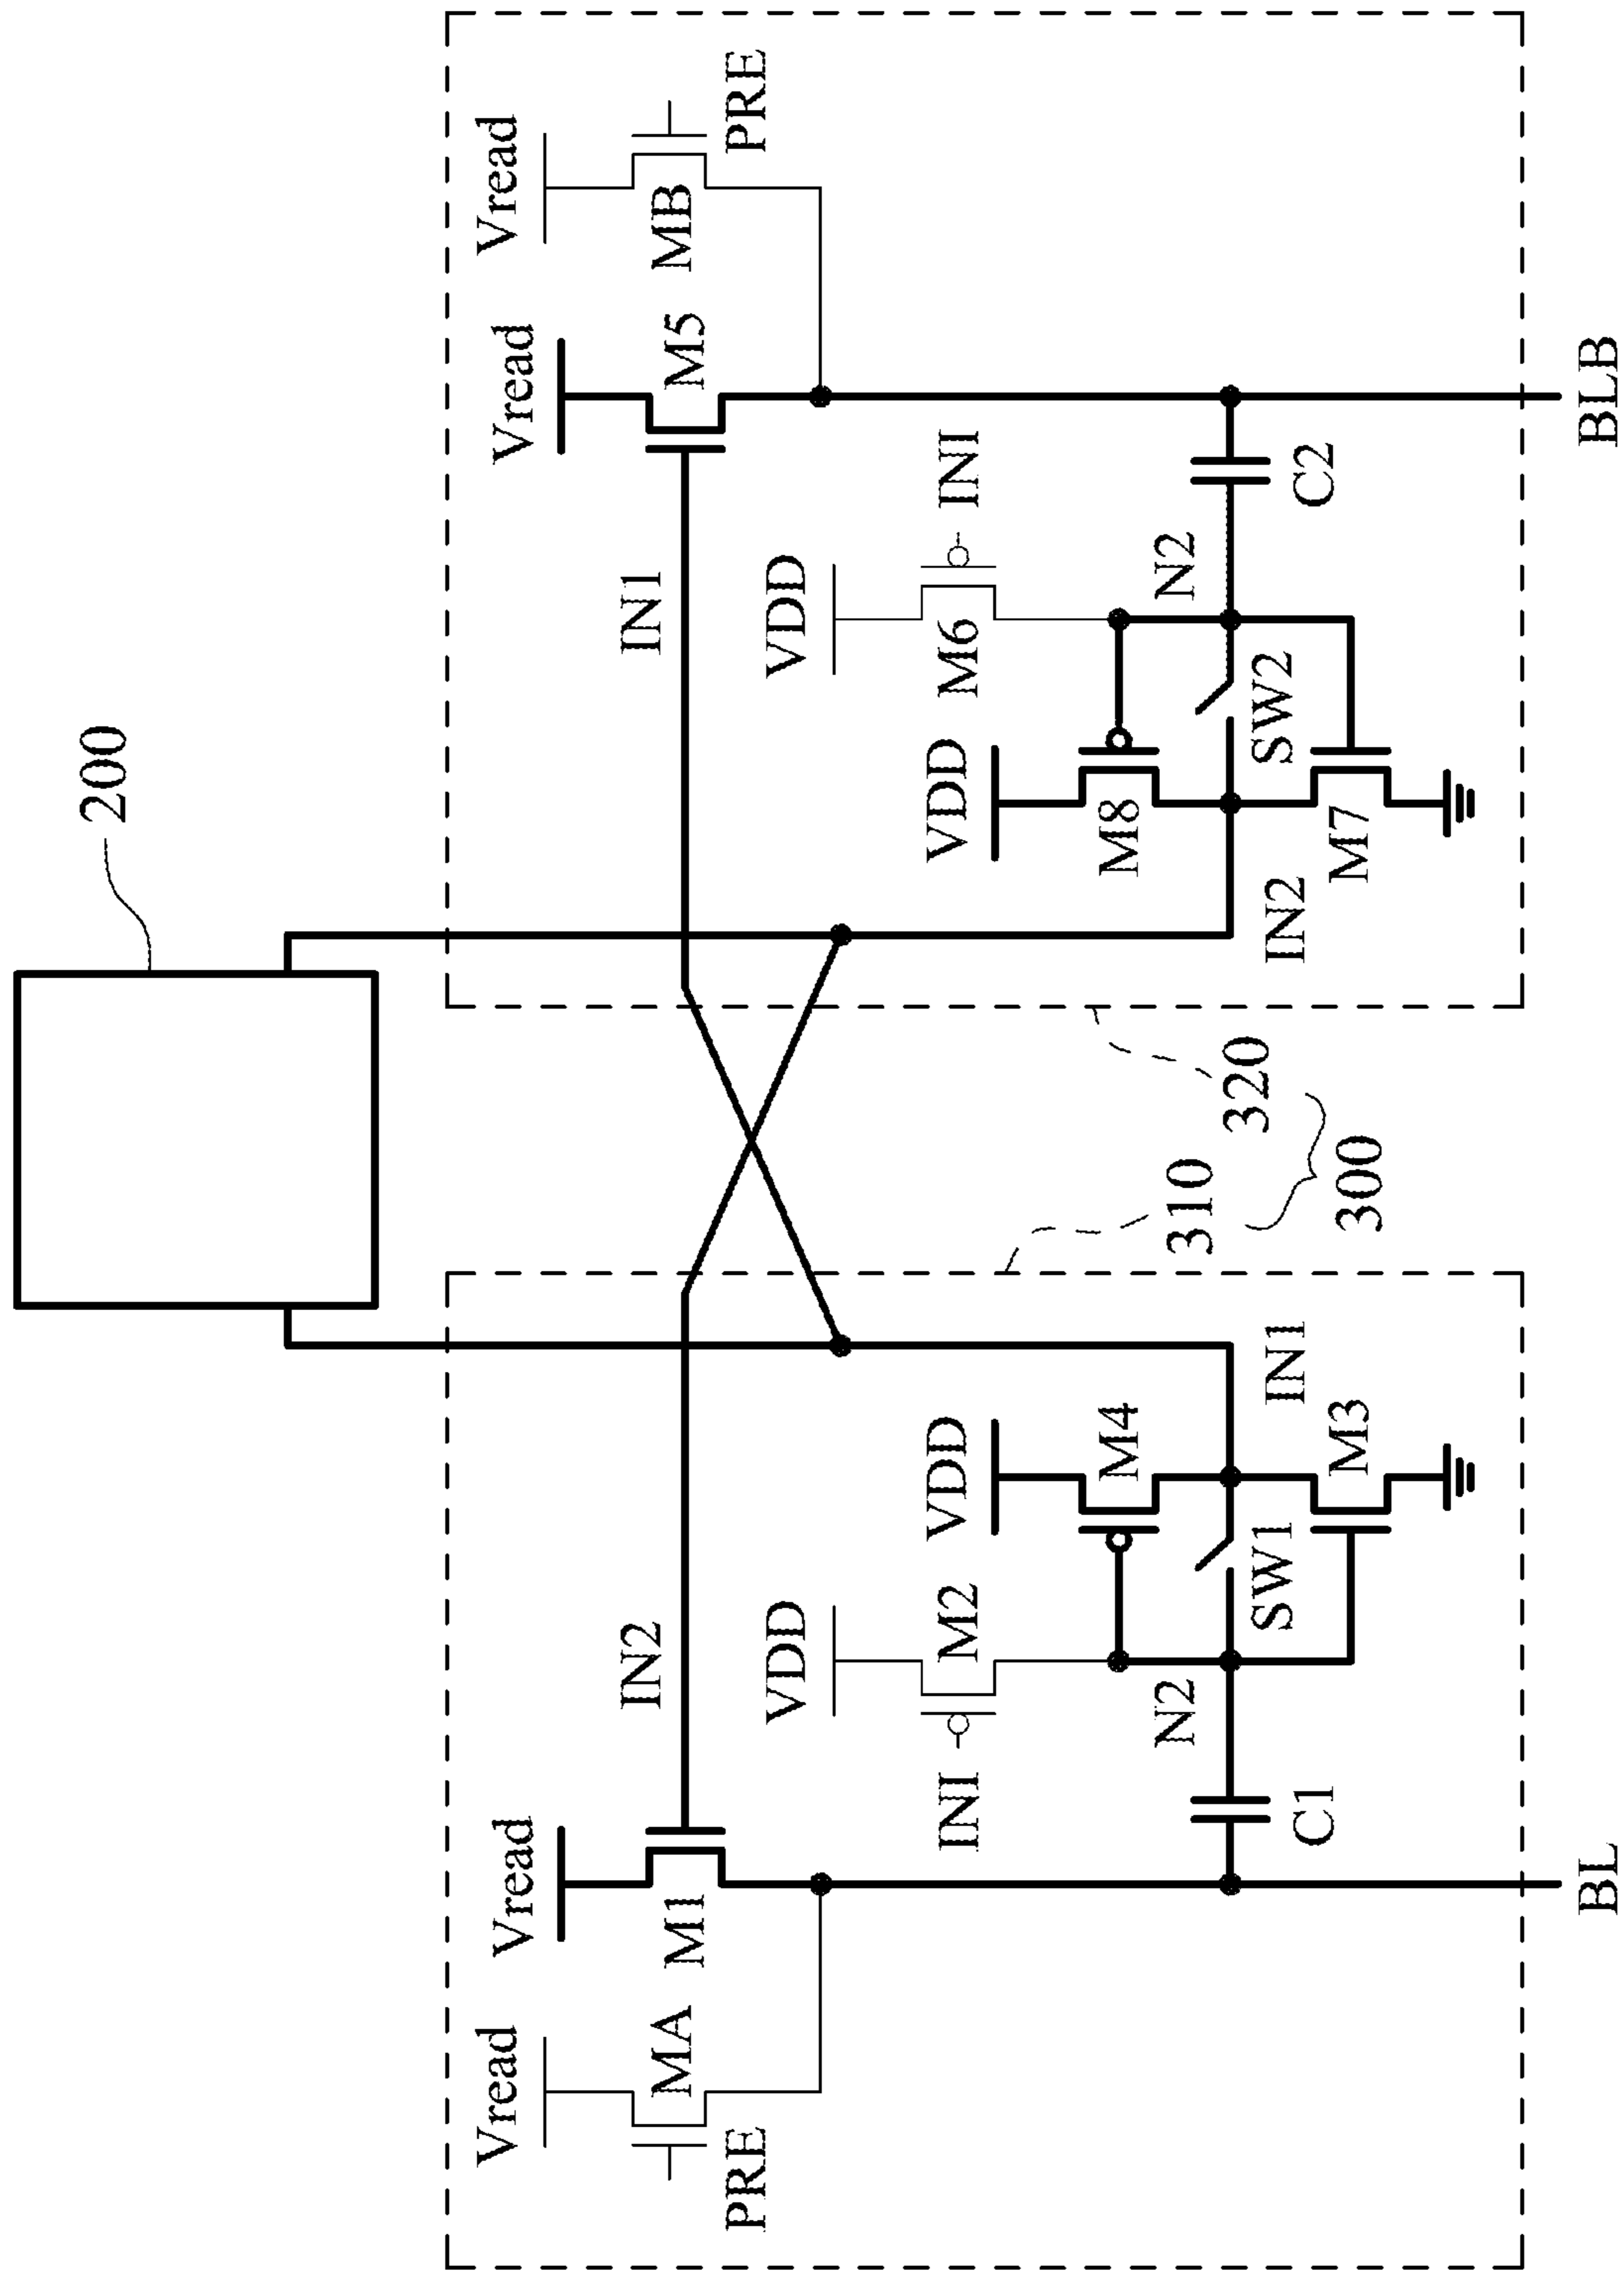 200
Vread
Vread
Vread
Vread
PRE
MA
M1
IN2
IN1
M5
MB
PRE
VDD
VDD
INI
M2
M6
INI
VDD
VDD
M4
M8
N2
N2
310
320
C1
SW1
IN1
IN2
SW2
C2
M3
M7
300
BL
BLB